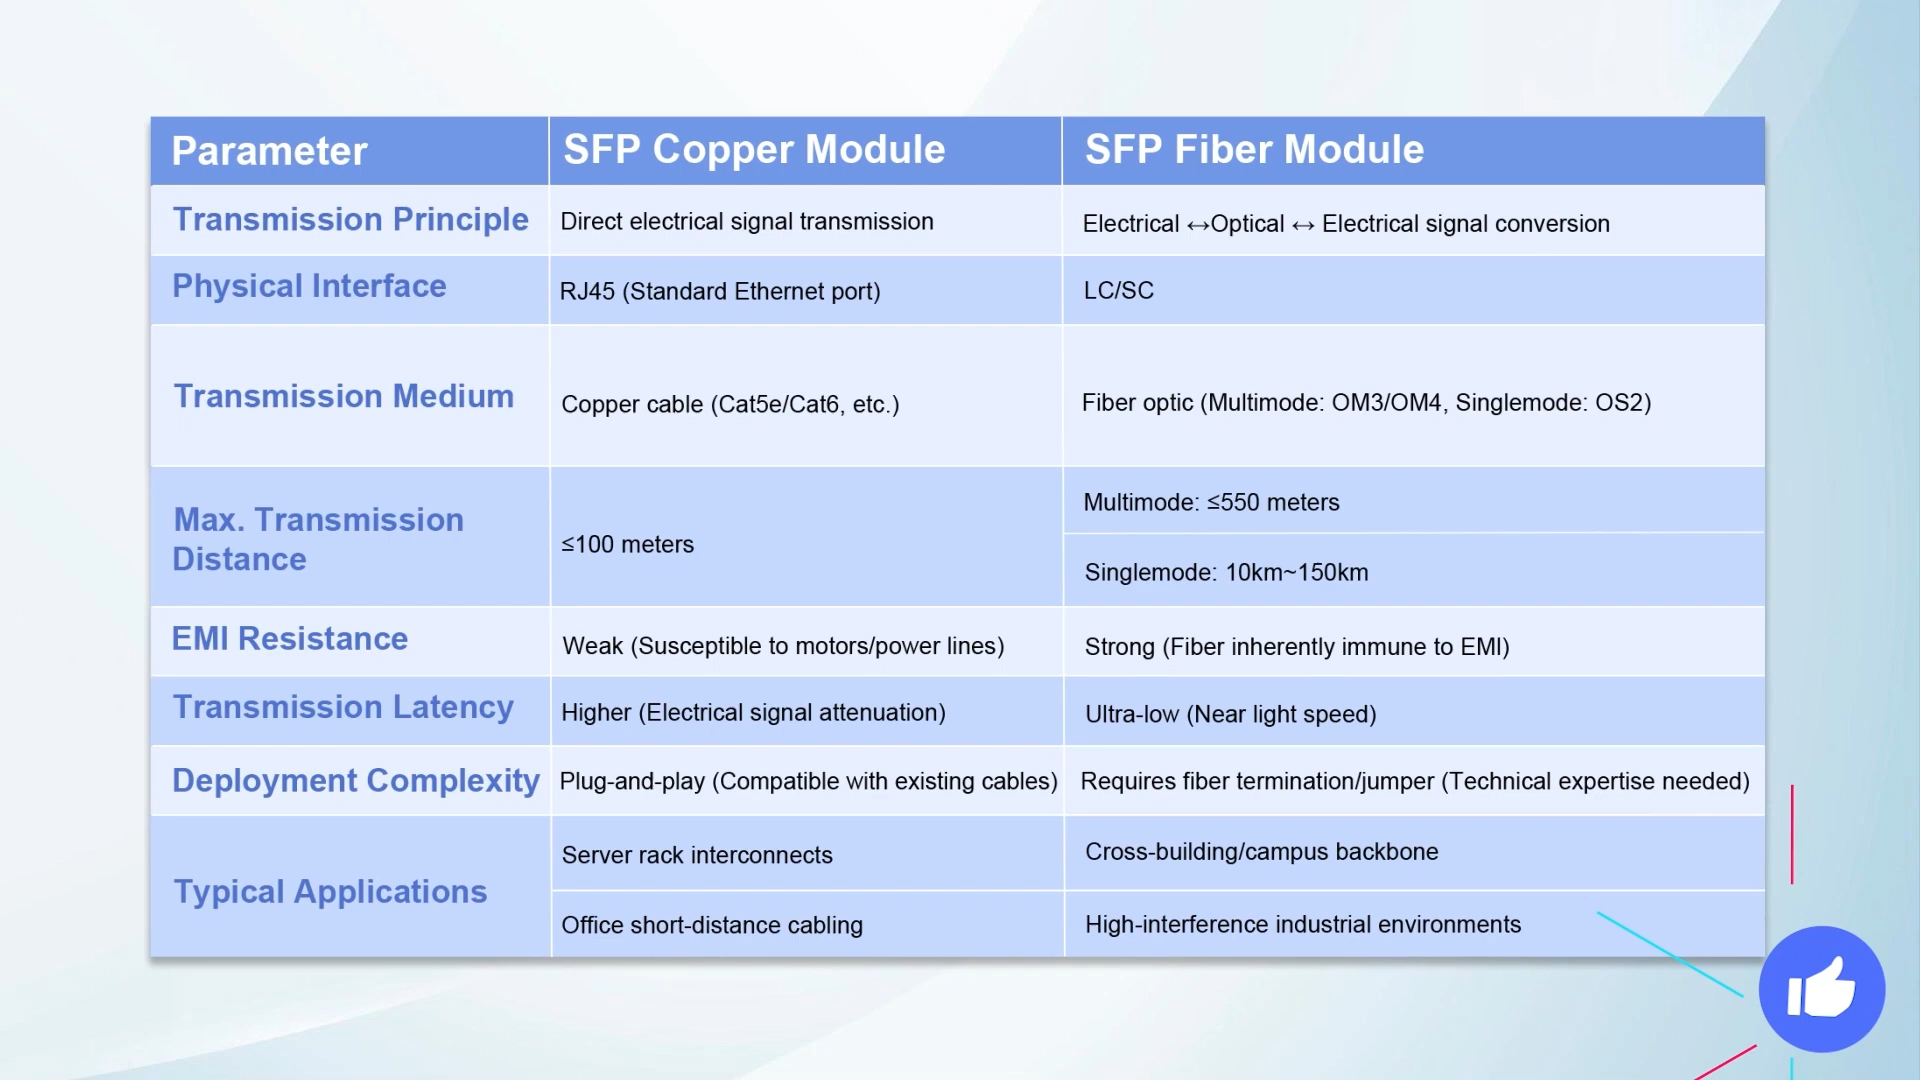 Parameter
SFP Copper Module
SFP Fiber Module
Transmission Principle
Direct electrical signal transmission
Electrical ↔Optical ↔ Electrical signal conversion
Physical Interface
RJ45 (Standard Ethernet port)
LC/SC
Transmission Medium
Copper cable (Cat5e/Cat6, etc.)
Fiber optic (Multimode: OM3/OM4, Singlemode: OS2)
Max. Transmission
Distance
≤100 meters
Multimode: ≤550 meters
Singlemode: 10km~150km
EMI Resistance
Weak (Susceptible to motors/power lines)
Strong (Fiber inherently immune to EMI)
Transmission Latency
Higher (Electrical signal attenuation)
Ultra-low (Near light speed)
Deployment Complexity
Plug-and-play (Compatible with existing cables)
Requires fiber termination/jumper (Technical expertise needed)
Typical Applications
Server rack interconnects
Cross-building/campus backbone
Office short-distance cabling
High-interference industrial environments